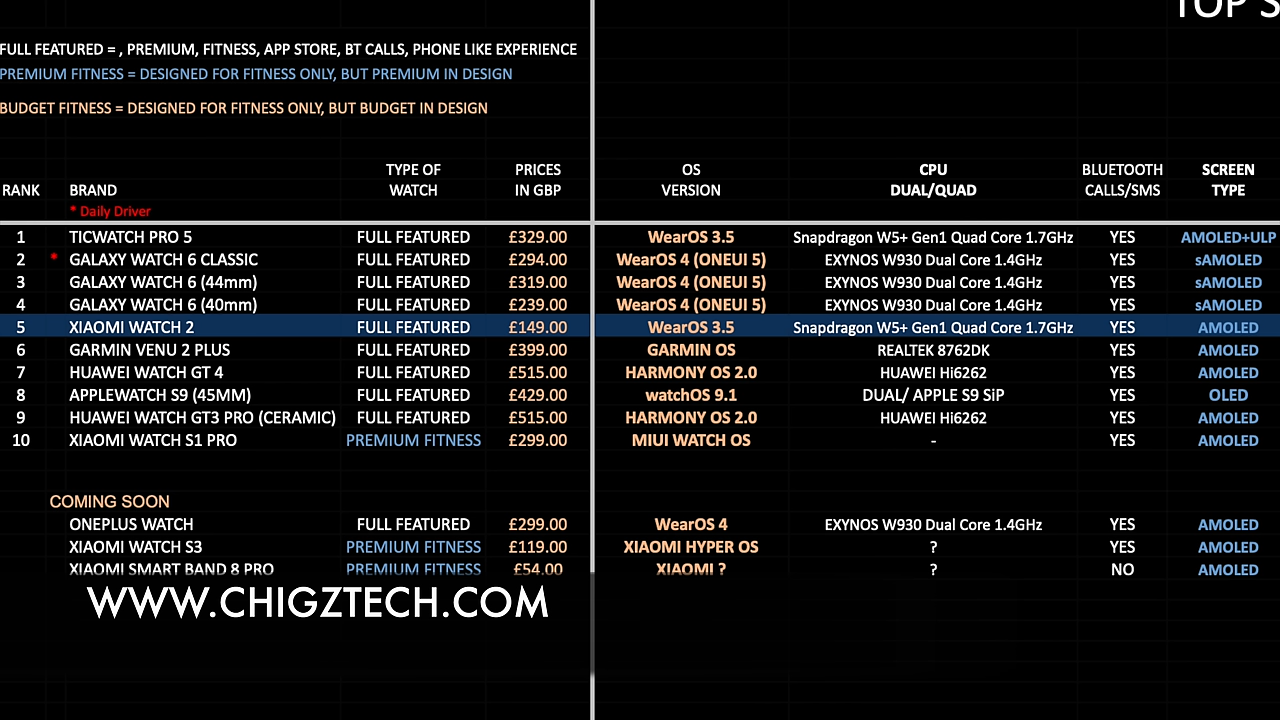 TOP S
FULL FEATURED = , PREMIUM, FITNESS, APP STORE, BT CALLS, PHONE LIKE EXPERIENCE
PREMIUM FITNESS = DESIGNED FOR FITNESS ONLY, BUT PREMIUM IN DESIGN
BUDGET FITNESS = DESIGNED FOR FITNESS ONLY, BUT BUDGET IN DESIGN
TYPE OF PRICES OS CPU BLUETOOTH SCREEN
RANK BRAND WATCH IN GBP VERSION DUAL/QUAD CALLS/SMS TYPE
* Daily Driver
1 TICWATCH PRO 5 FULL FEATURED £329.00 WearOS 3.5 Snapdragon W5+ Gen1 Quad Core 1.7GHz YES AMOLED+ULP
2 * GALAXY WATCH 6 CLASSIC FULL FEATURED £294.00 WearOS 4 (ONEUI 5) EXYNOS W930 Dual Core 1.4GHz YES sAMOLED
3 GALAXY WATCH 6 (44mm) FULL FEATURED £319.00 WearOS 4 (ONEUI 5) EXYNOS W930 Dual Core 1.4GHz YES sAMOLED
4 GALAXY WATCH 6 (40mm) FULL FEATURED £239.00 WearOS 4 (ONEUI 5) EXYNOS W930 Dual Core 1.4GHz YES sAMOLED
5 XIAOMI WATCH 2 FULL FEATURED £149.00 WearOS 3.5 Snapdragon W5+ Gen1 Quad Core 1.7GHz YES AMOLED
6 GARMIN VENU 2 PLUS FULL FEATURED £399.00 GARMIN OS REALTEK 8762DK YES AMOLED
7 HUAWEI WATCH GT 4 FULL FEATURED £515.00 HARMONY OS 2.0 HUAWEI Hi6262 YES AMOLED
8 APPLEWATCH S9 (45MM) FULL FEATURED £429.00 watchOS 9.1 DUAL/ APPLE S9 SiP YES OLED
9 HUAWEI WATCH GT3 PRO (CERAMIC) FULL FEATURED £515.00 HARMONY OS 2.0 HUAWEI Hi6262 YES AMOLED
10 XIAOMI WATCH S1 PRO PREMIUM FITNESS £299.00 MIUI WATCH OS - YES AMOLED
COMING SOON
ONEPLUS WATCH FULL FEATURED £299.00 WearOS 4 EXYNOS W930 Dual Core 1.4GHz YES AMOLED
XIAOMI WATCH S3 PREMIUM FITNESS £119.00 XIAOMI HYPER OS ? YES AMOLED
XIAOMI SMART BAND 8 PRO PREMIUM FITNESS £54.00 XIAOMI ? ? NO AMOLED
WWW.CHIGZTECH.COM